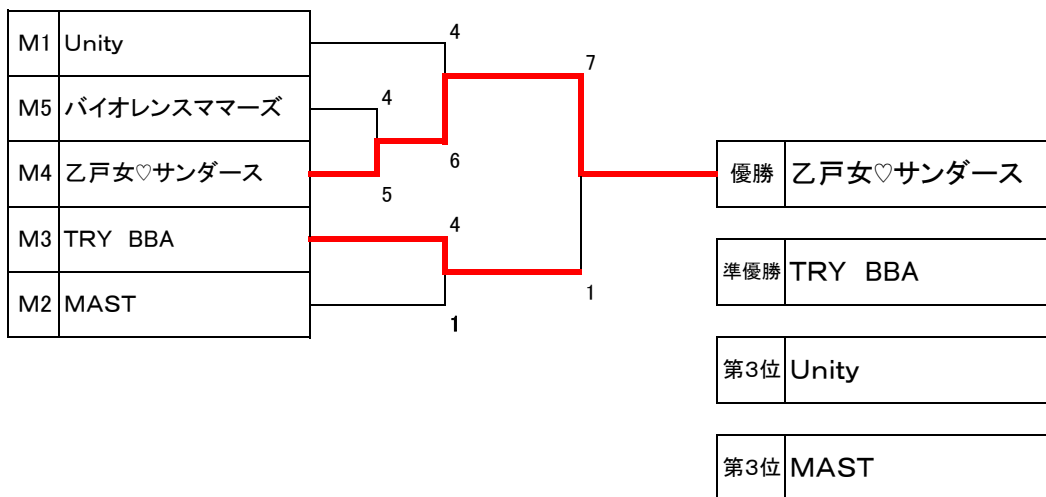 M1 Unity
M5 バイオレンスママーズ
M4 乙戸女♡サンダース
M3 TRY BBA
M2 MAST
4
7
4
6
5
4
1
1
優勝 乙戸女♡サンダース
準優勝 TRY BBA
第3位 Unity
第3位 MAST